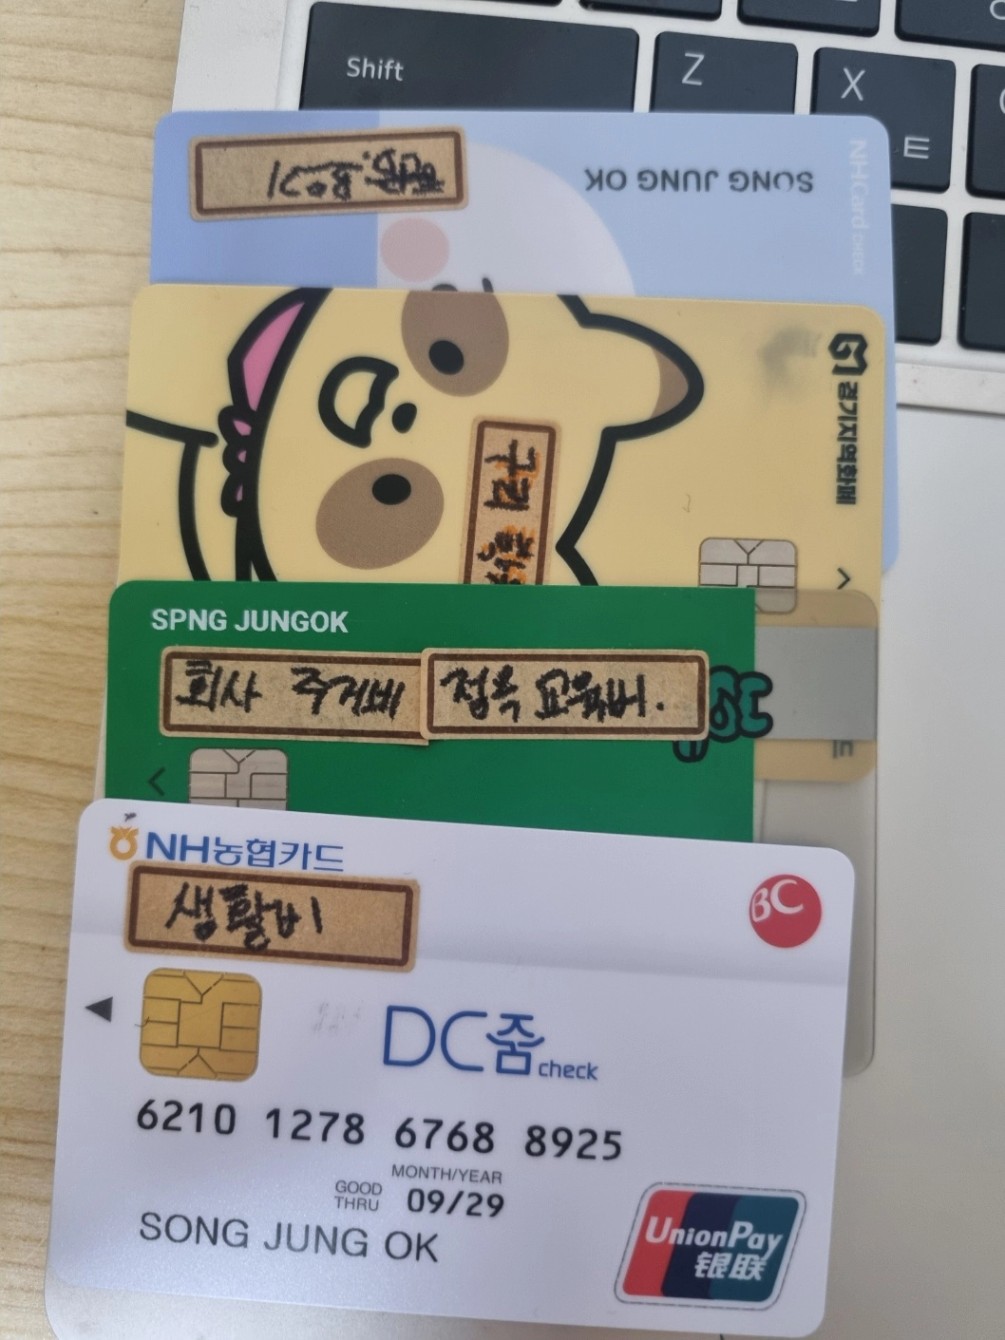 Shift
Z
X
ㅌ
SONG JUNG OK
NH Card CHECK
경기지역화폐
SPNG JUNGOK
회사 주거비
정옥 교육비.
NH농협카드
생활비
BC
DC줌 check
6210 1278 6768 8925
MONTH/YEAR
GOOD THRU 09/29
SONG JUNG OK
UnionPay
银联